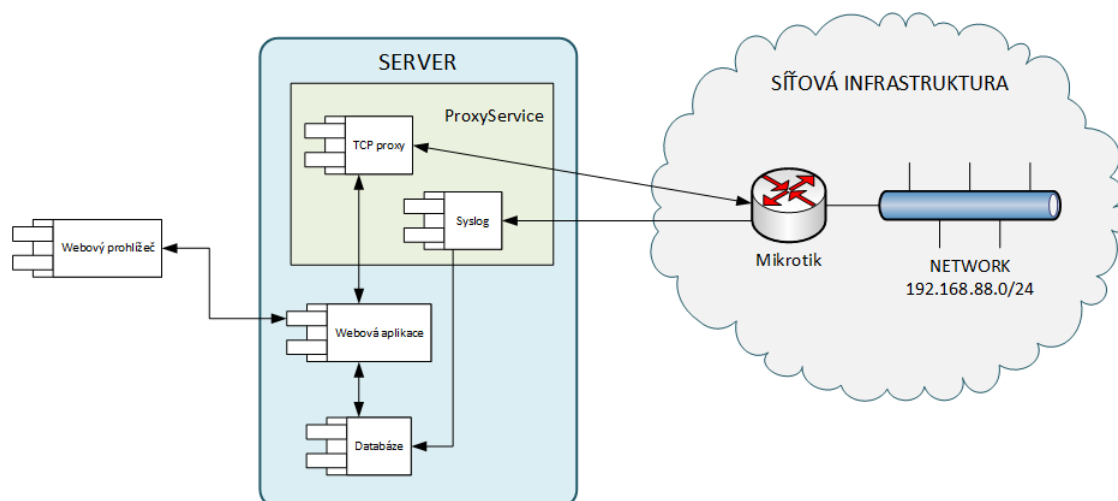 SERVER
ProxyService
TCP proxy
Syslog
Webový prohlížeč
Webová aplikace
Databáze
SÍŤOVÁ INFRASTRUKTURA
Mikrotik
NETWORK
192.168.88.0/24